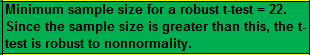 Minimum sample size for a robust t-test = 22.
Since the sample size is greater than this, the t-
test is robust to nonnormality.